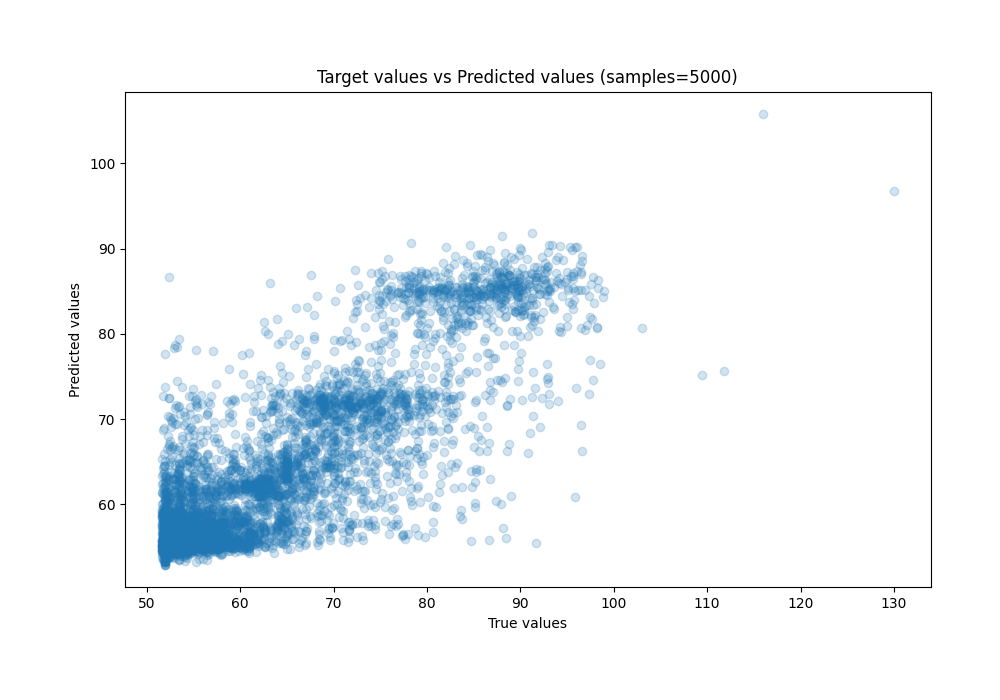 Target values vs Predicted values (samples=5000)
100
90
80
70
60
Predicted values
50 60 70 80 90 100 110 120 130
True values